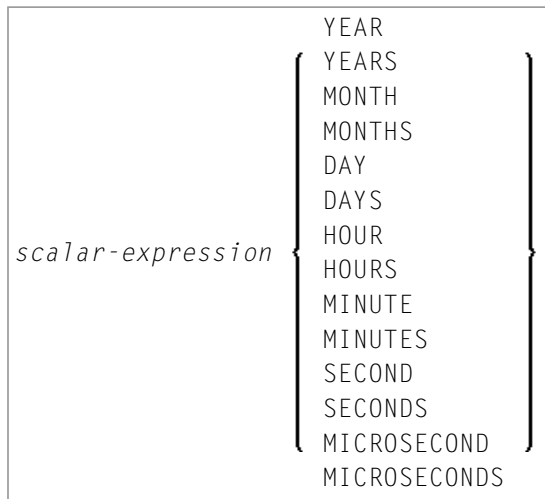 YEAR
YEARS
MONTH
MONTHS
DAY
DAYS
scalar-expression
HOUR
HOURS
MINUTE
MINUTES
SECOND
SECONDS
MICROSECOND
MICROSECONDS